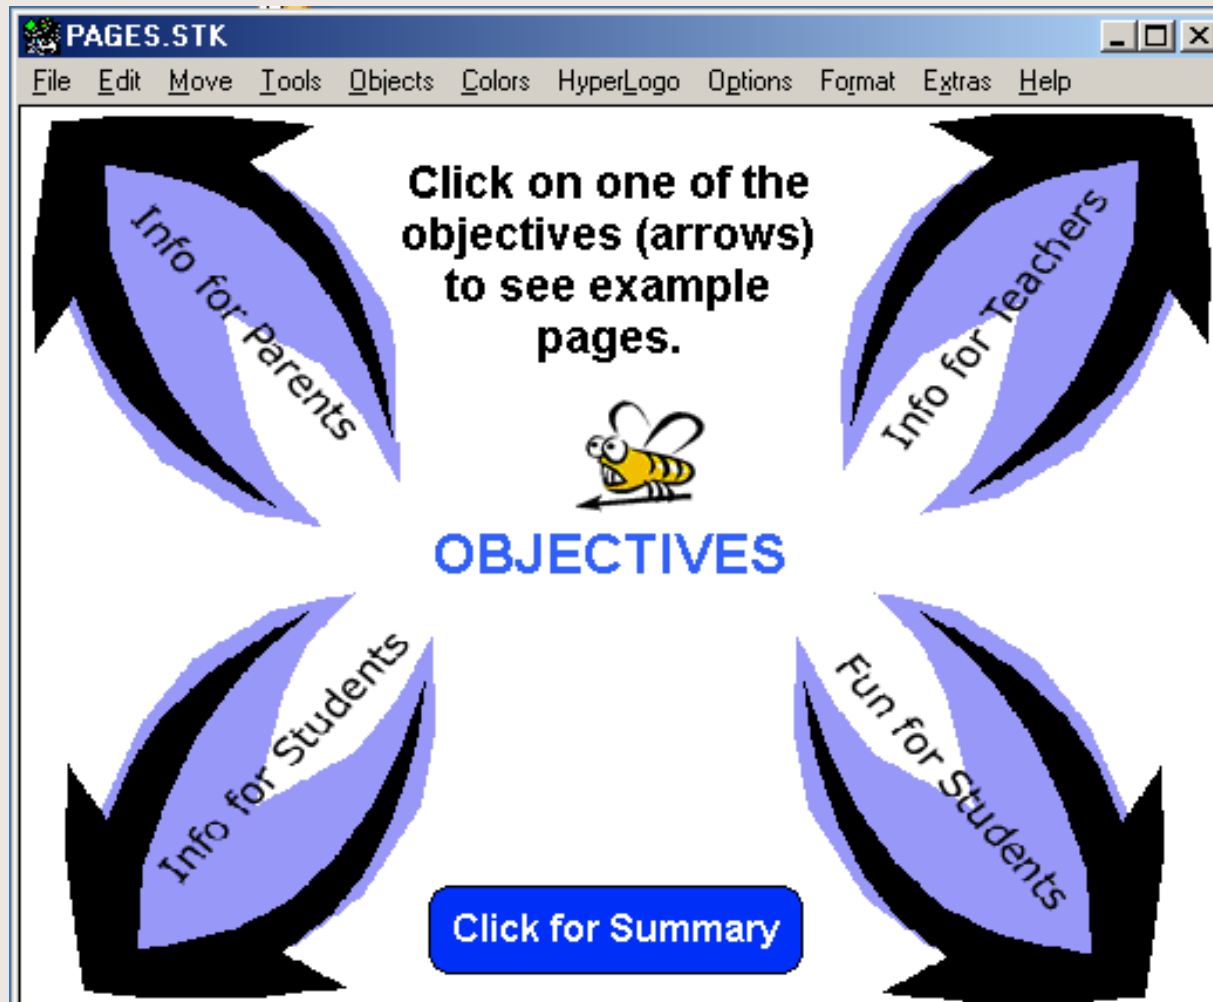 PAGES.STK
File Edit Move Tools Objects Colors HyperLogo Options Format Extras Help
Click on one of the
objectives (arrows)
to see example
pages.
Info for Parents
Info for Teachers
OBJECTIVES
Info for Students
Fun for Students
Click for Summary